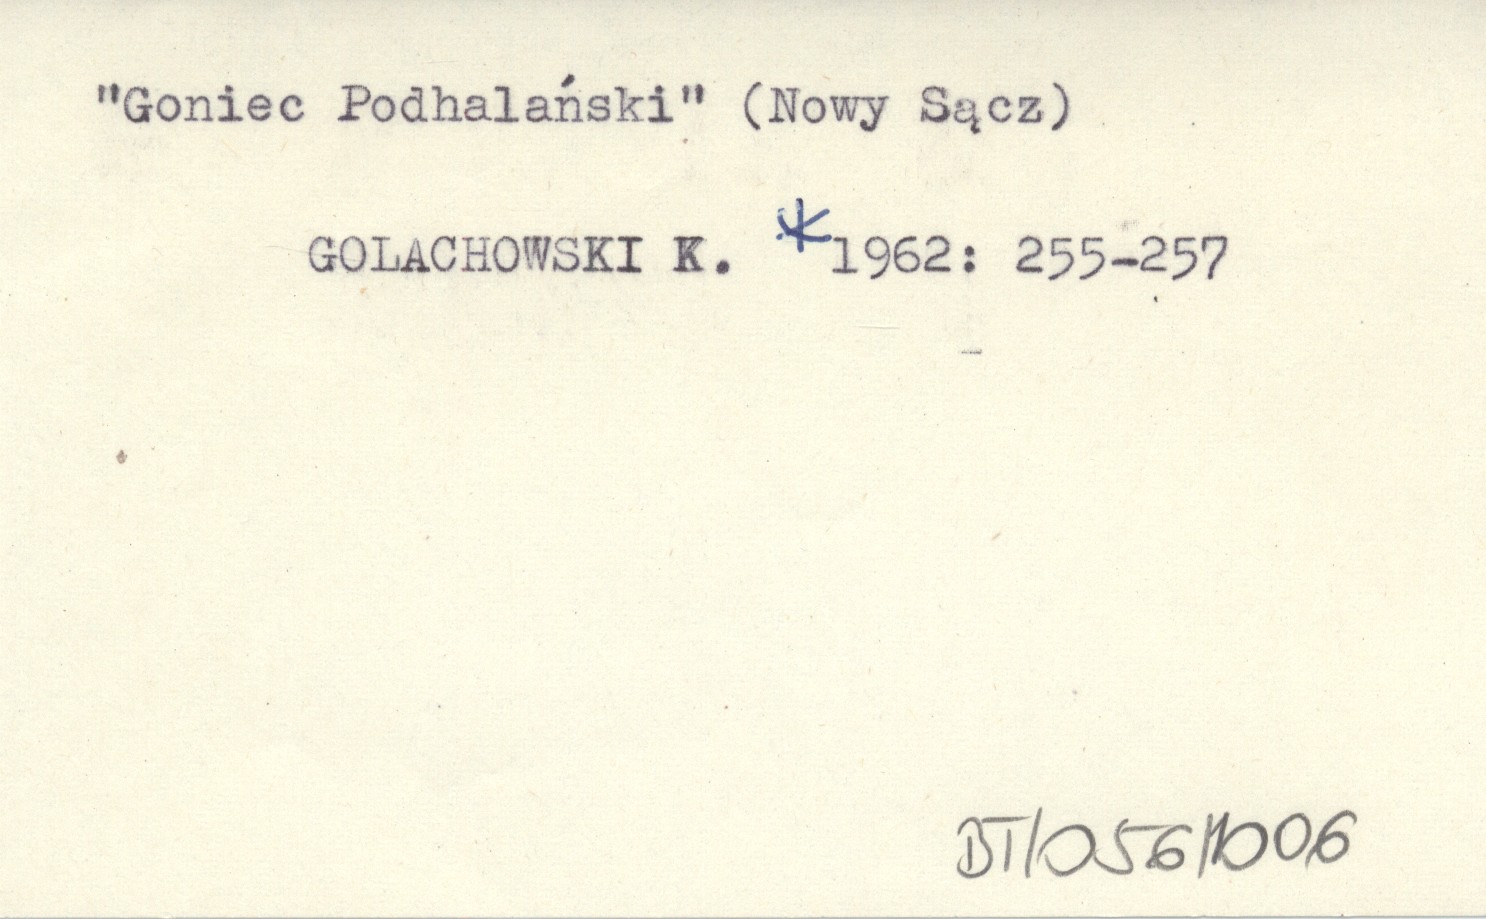 "Goniec Podhalański" (Nowy Sącz)
GOLACHOWSKI K. *1962: 255-257
BT/056/1006